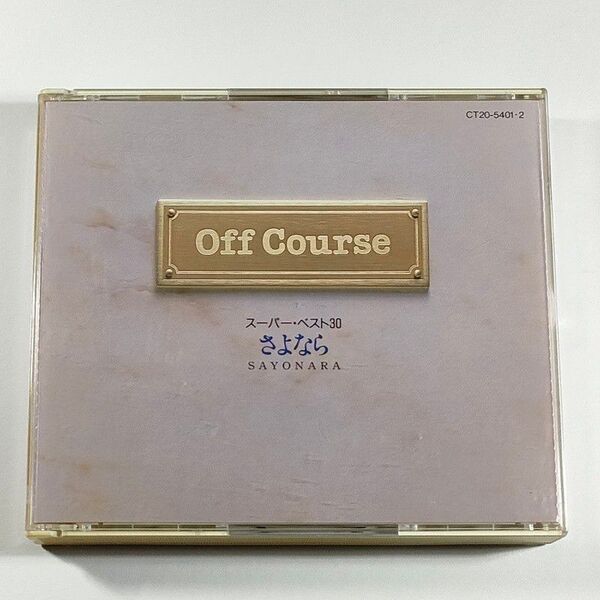 CT20-5401・2
Off Course
スーパー・ベスト30
さよなら
SAYONARA